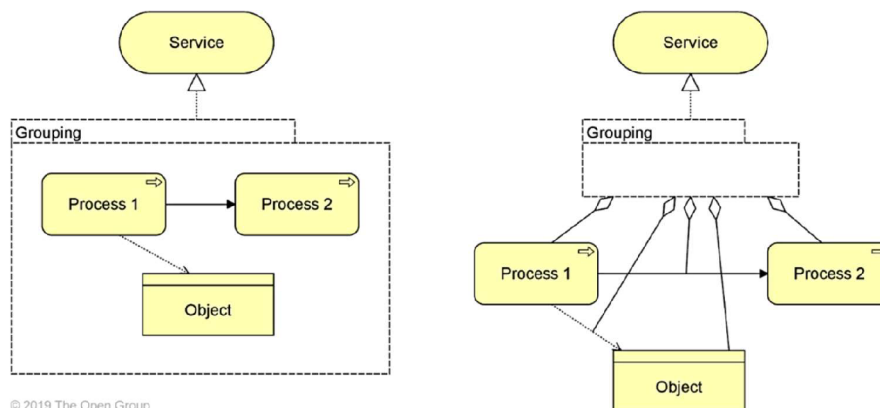 Service
Grouping
Process 1
Process 2
Object
© 2019 The Open Group
Service
Grouping
Process 1
Process 2
Object